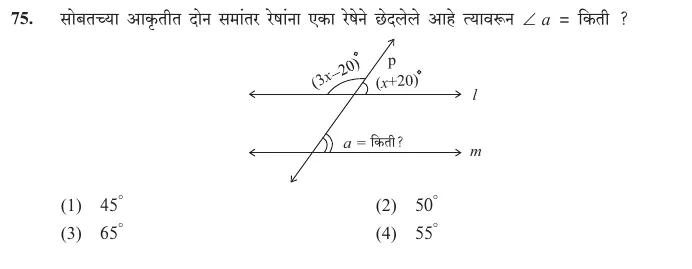 75. सोबतच्या आकृतीत दोन समांतर रेषांना एका रेषेने छेदलेले आहे त्यावरून ∠ a = किती ?
(3x–20)°
p
(x+20)°
l
a = किती?
m
(1) 45° (2) 50°
(3) 65° (4) 55°